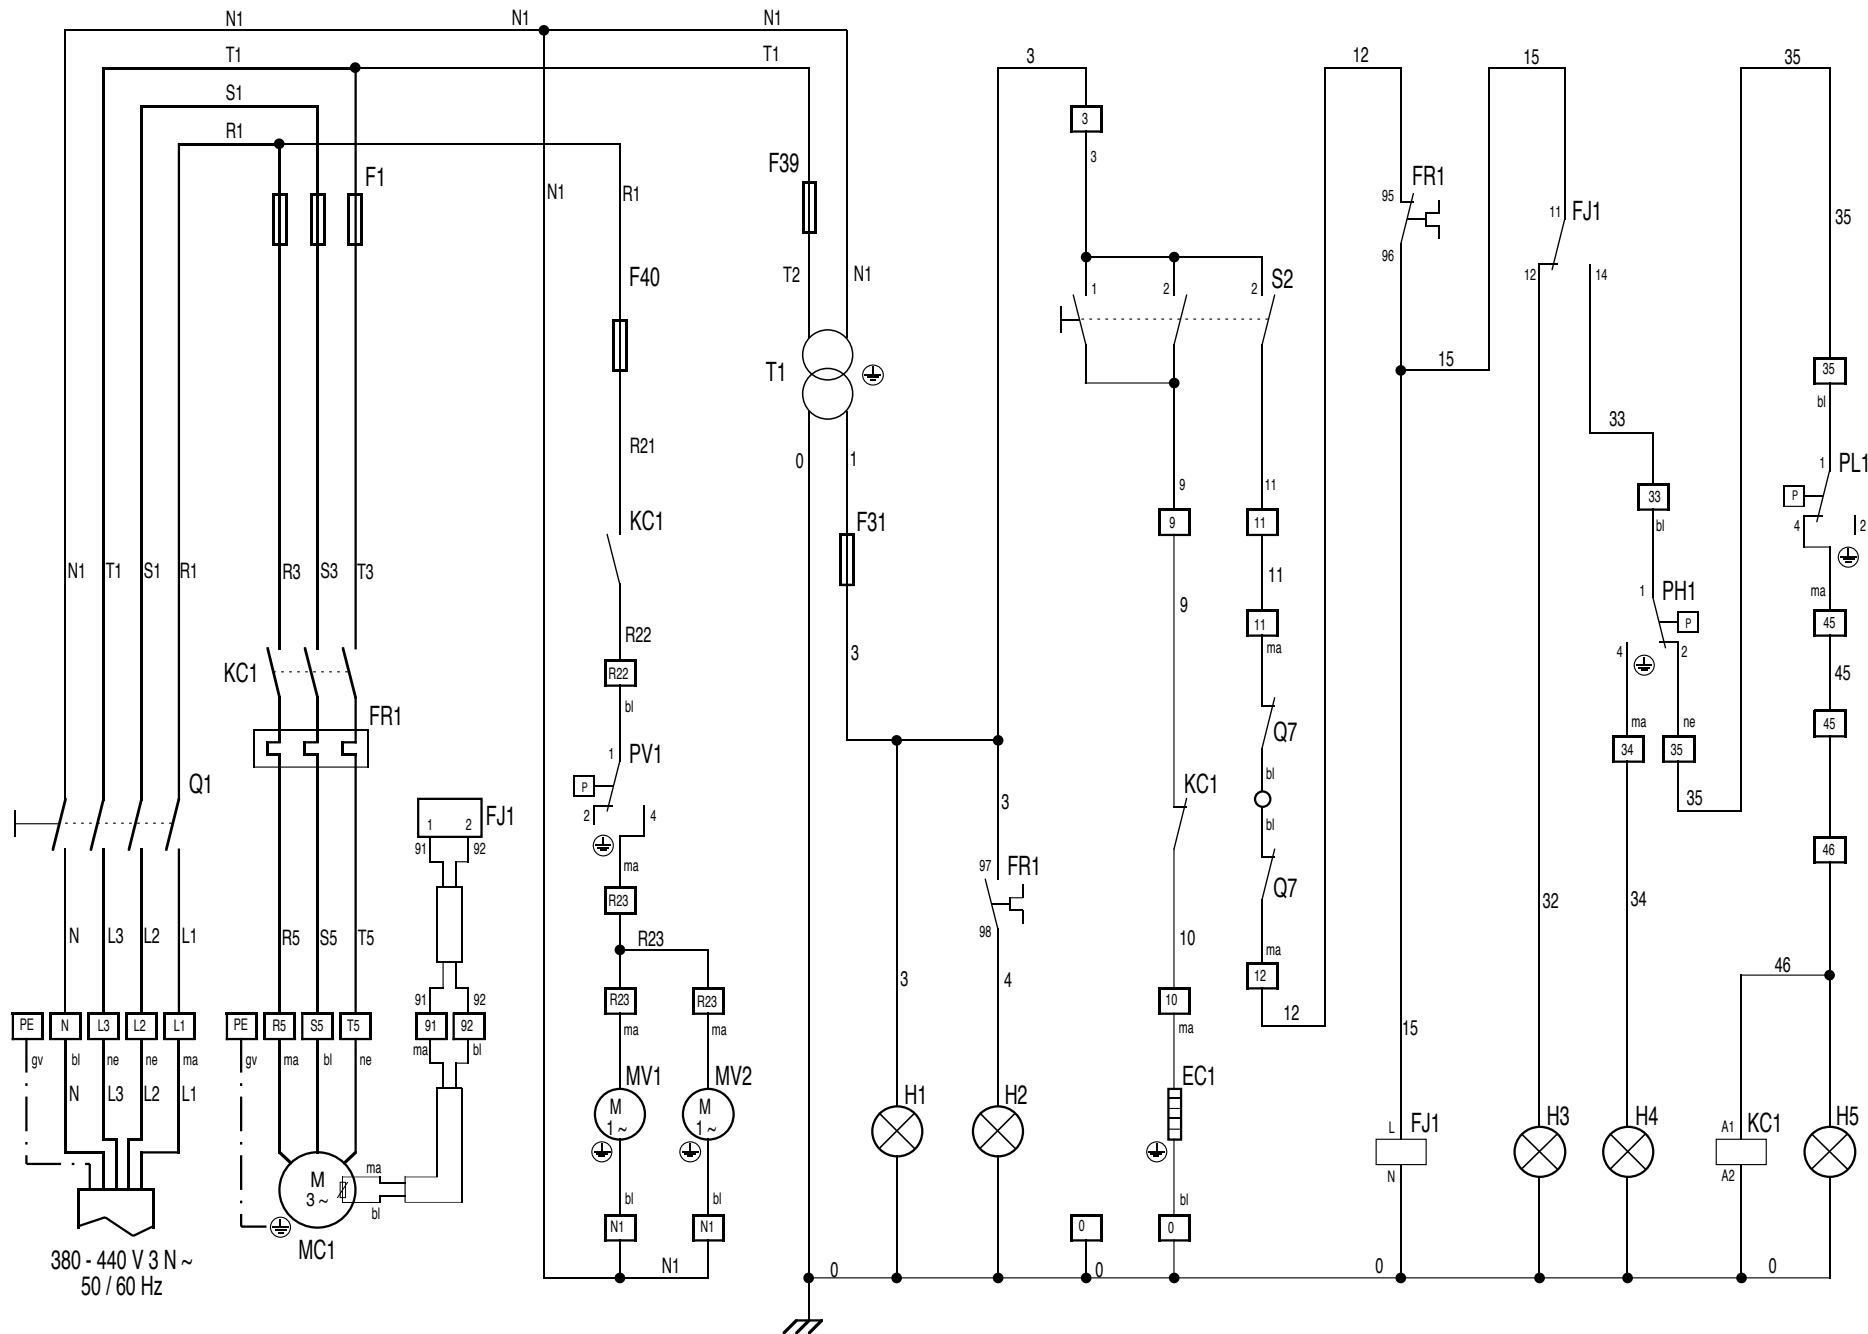 N1 N1 N1
T1 T1
S1
R1
3 12 15 35
3
3
F1
F39
N1 R1
95 FR1
11 FJ1
35
96
F40 T2 N1
1 2 2 S2
12 14
T1
15
35
bl
33
R21
0 1
1 PL1
P
9 11
33
KC1 F31
9 11
bl
4 2
N1 T1 S1 R1 R3 S3 T3
11
9
1 PH1
ma
P
11 45
R22
ma
3
4 2
KC1
R22
45
bl
FR1
ma ne
Q7
45
34 35
1 PV1
P
bl
Q1
KC1
3
35
2 4
FJ1
1 2
bl
91 92
46
ma
97 FR1
Q7
R23
32 34
98
N L3 L2 L1 R5 S5 T5
R23
10
ma
12
46
3 4
91 92
R23 R23
10
12
PE N L3 L2 L1 PE R5 S5 T5 91 92
ma ma
ma
15
gv bl ne ne ma gv ma bl ne
ma bl
MV1 MV2
EC1
N L3 L2 L1
H1 H2
M
1 ~
M
1 ~
L FJ1
H3 H4
A1 KC1
H5
M
3 ~
ma
bl
N
A2
bl bl
bl
MC1
N1 N1
0 0
380 - 440 V 3 N ~
50 / 60 Hz
N1
0 0 0 0